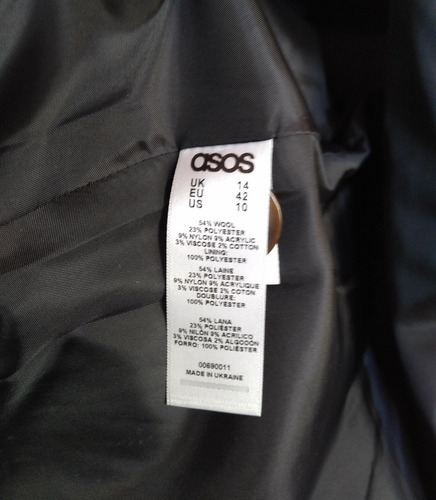 asos
UK 14
EU 42
US 10
54% WOOL
23% POLYESTER
9% NYLON 9% ACRYLIC
3% VISCOSE 2% COTTON
LINING:
100% POLYESTER
54% LAINE
23% POLYESTER
9% NYLON 9% ACRYLIQUE
3% VISCOSE 2% COTON
DOUBLURE:
100% POLYESTER
54% LANA
23% POLIÉSTER
9% NILÓN 9% ACRÍLICO
3% VISCOSA 2% ALGODÓN
FORRO: 100% POLIÉSTER
00690011
MADE IN UKRAINE